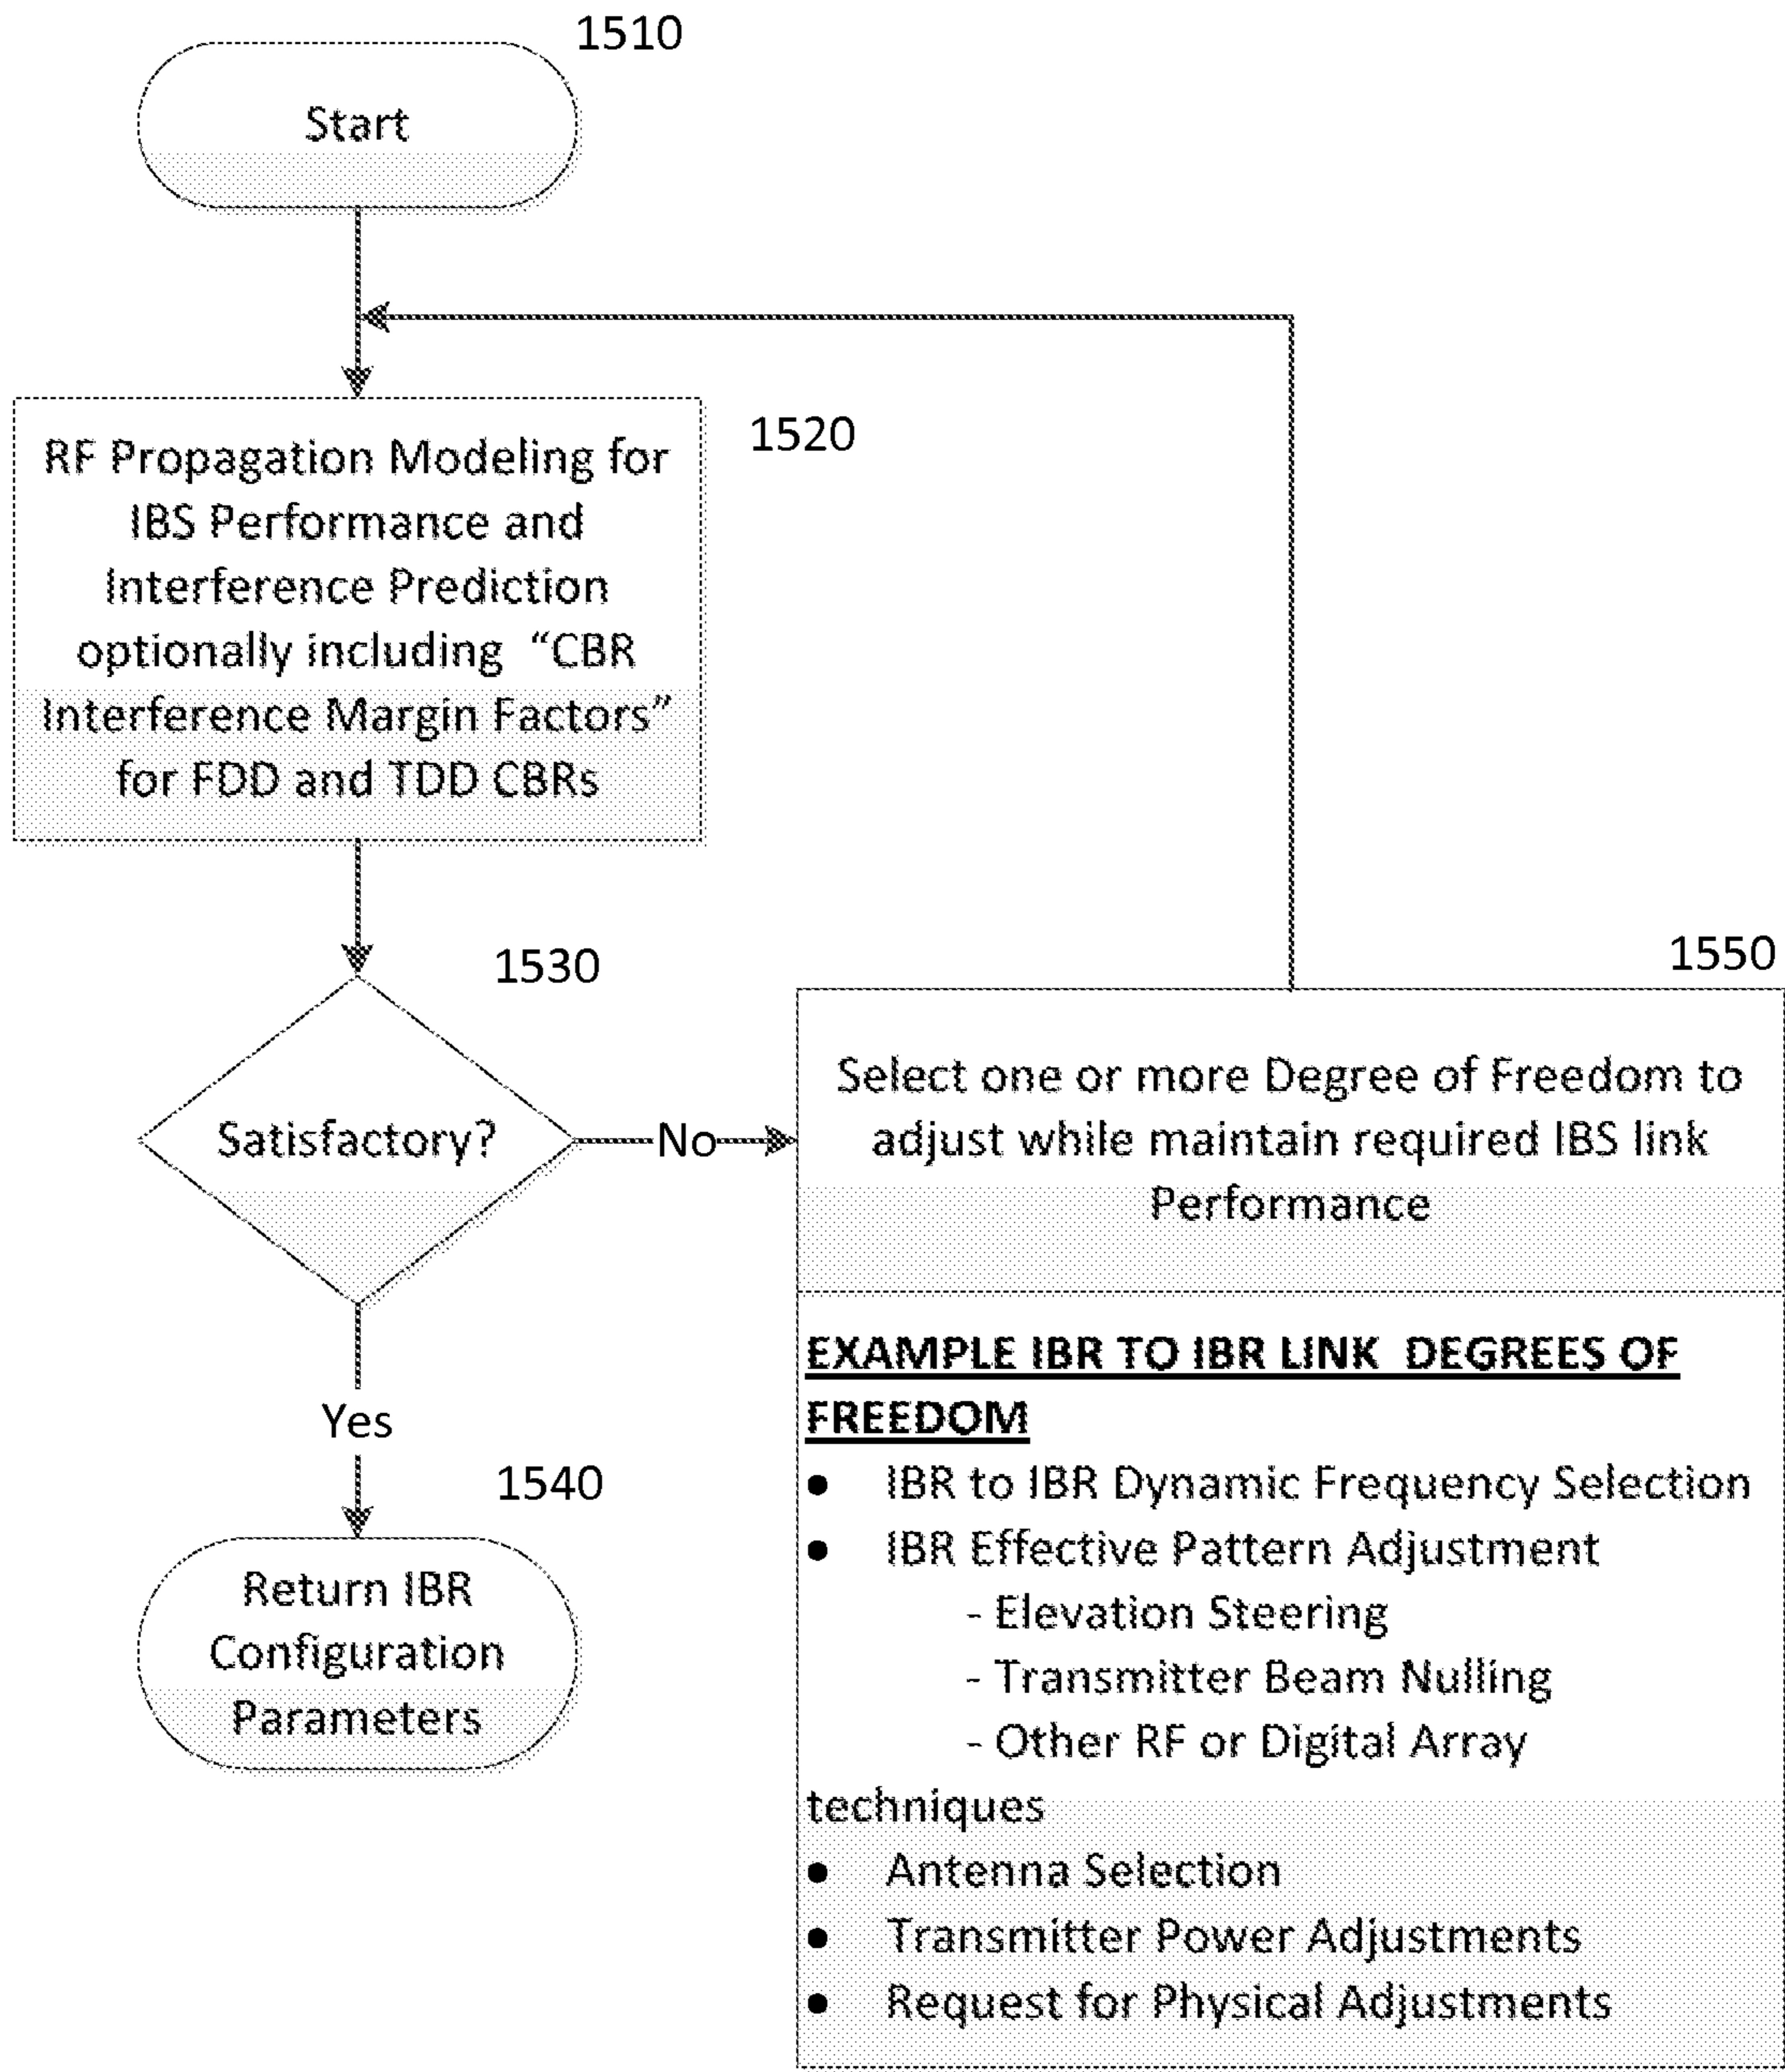 1510
Start
RF Propagation Modeling for
IBS Performance and
Interference Prediction
optionally including “CBR
Interference Margin Factors”
for FDD and TDD CBRs
1520
1530
Satisfactory?
No
Yes
1540
Return IBR
Configuration
Parameters
1550
Select one or more Degree of Freedom to
adjust while maintain required IBS link
Performance
EXAMPLE IBR TO IBR LINK DEGREES OF
FREEDOM
● IBR to IBR Dynamic Frequency Selection
● IBR Effective Pattern Adjustment
- Elevation Steering
- Transmitter Beam Nulling
- Other RF or Digital Array
techniques
● Antenna Selection
● Transmitter Power Adjustments
● Request for Physical Adjustments